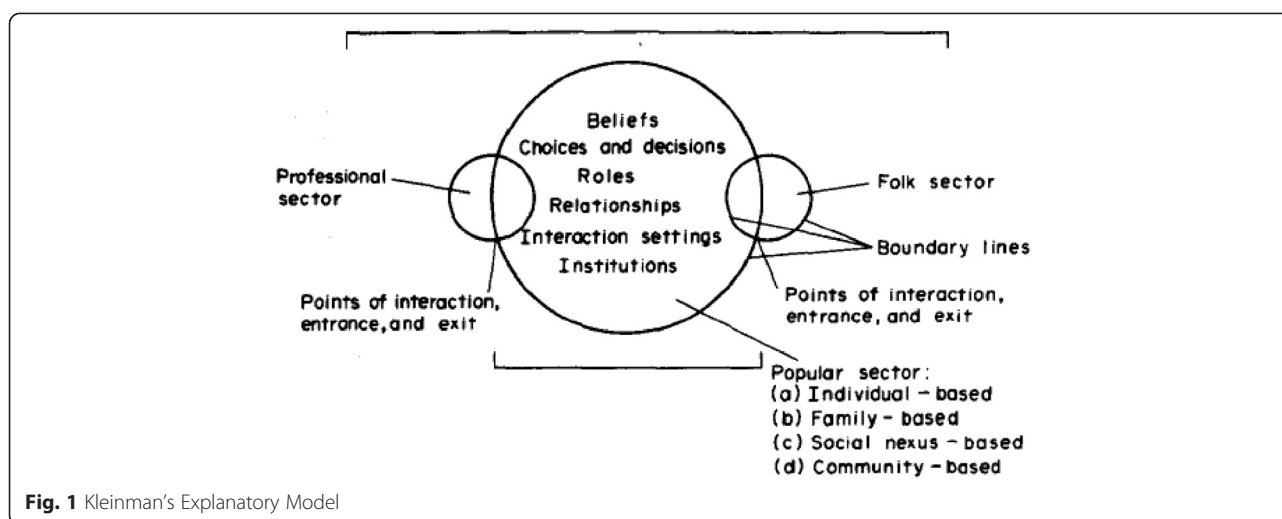 Beliefs
Choices and decisions
Roles
Relationships
Interaction settings
Institutions
Professional
sector
Folk sector
Boundary lines
Points of interaction,
entrance, and exit
Points of interaction,
entrance, and exit
Popular sector:
(a) Individual - based
(b) Family - based
(c) Social nexus - based
(d) Community - based
Fig. 1 Kleinman's Explanatory Model